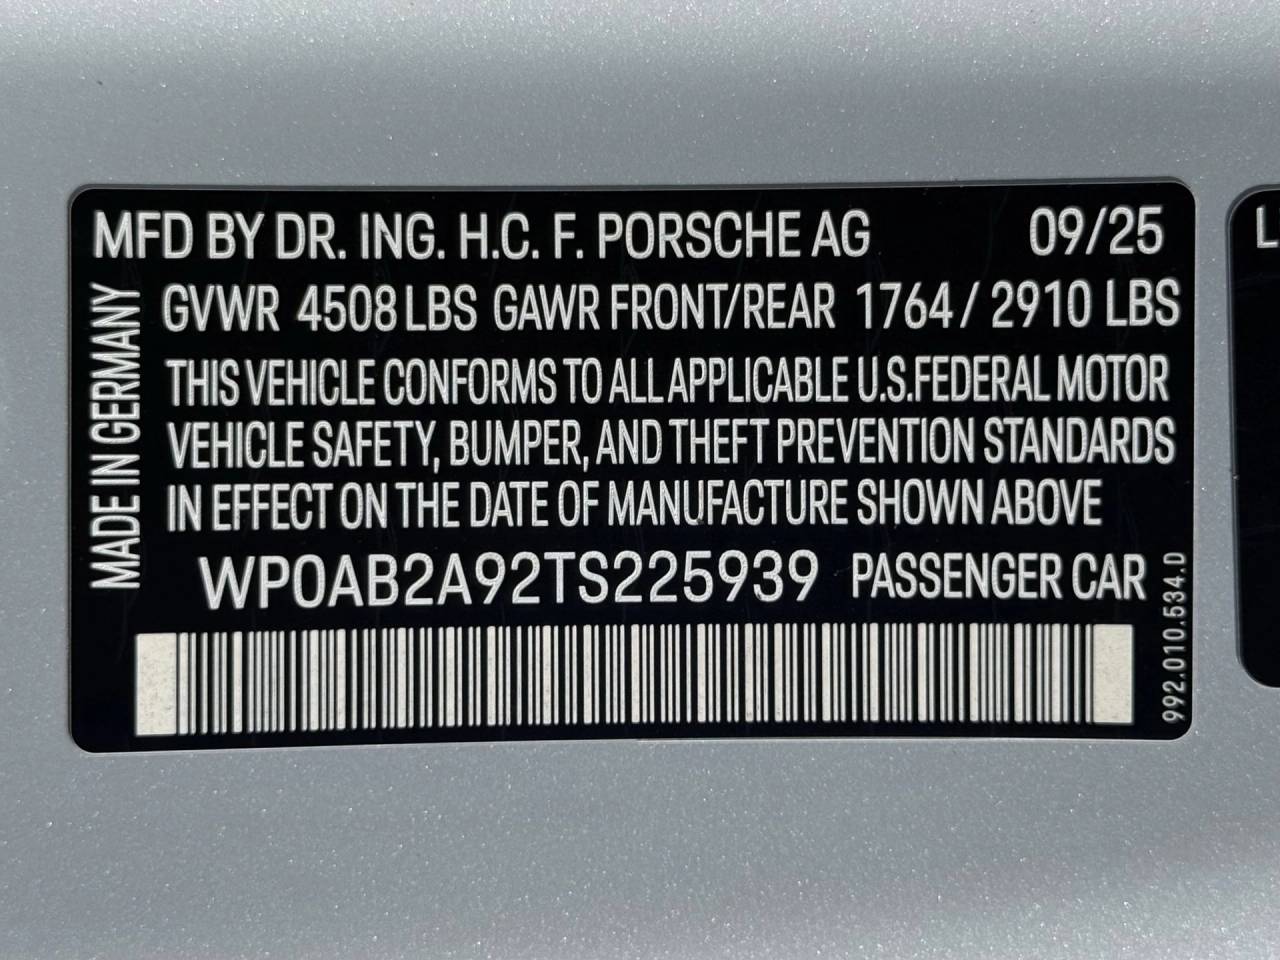 MFD BY DR. ING. H.C. F. PORSCHE AG 09/25
GVWR 4508 LBS GAWR FRONT/REAR 1764 / 2910 LBS
THIS VEHICLE CONFORMS TO ALL APPLICABLE U.S.FEDERAL MOTOR
VEHICLE SAFETY, BUMPER, AND THEFT PREVENTION STANDARDS
IN EFFECT ON THE DATE OF MANUFACTURE SHOWN ABOVE
WP0AB2A92TS225939 PASSENGER CAR
MADE IN GERMANY
992.010.534.D
L